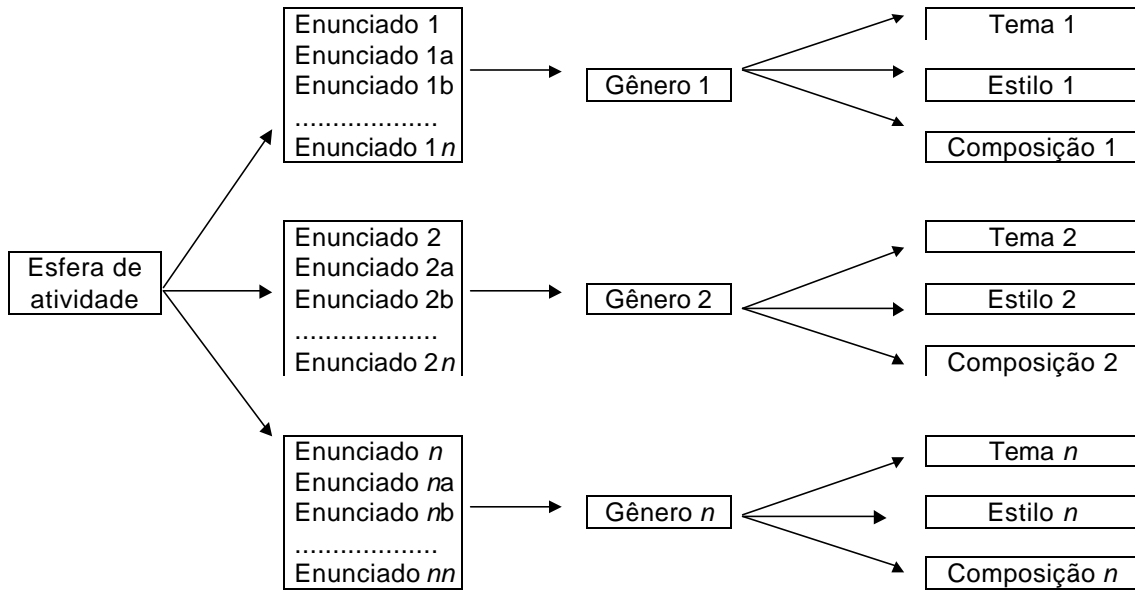 Enunciado 1
Enunciado 1a
Enunciado 1b
...................
Enunciado 1n
Gênero 1
Tema 1
Estilo 1
Composição 1
Esfera de
atividade
Enunciado 2
Enunciado 2a
Enunciado 2b
...................
Enunciado 2n
Gênero 2
Tema 2
Estilo 2
Composição 2
Enunciado n
Enunciado na
Enunciado nb
...................
Enunciado nn
Gênero n
Tema n
Estilo n
Composição n